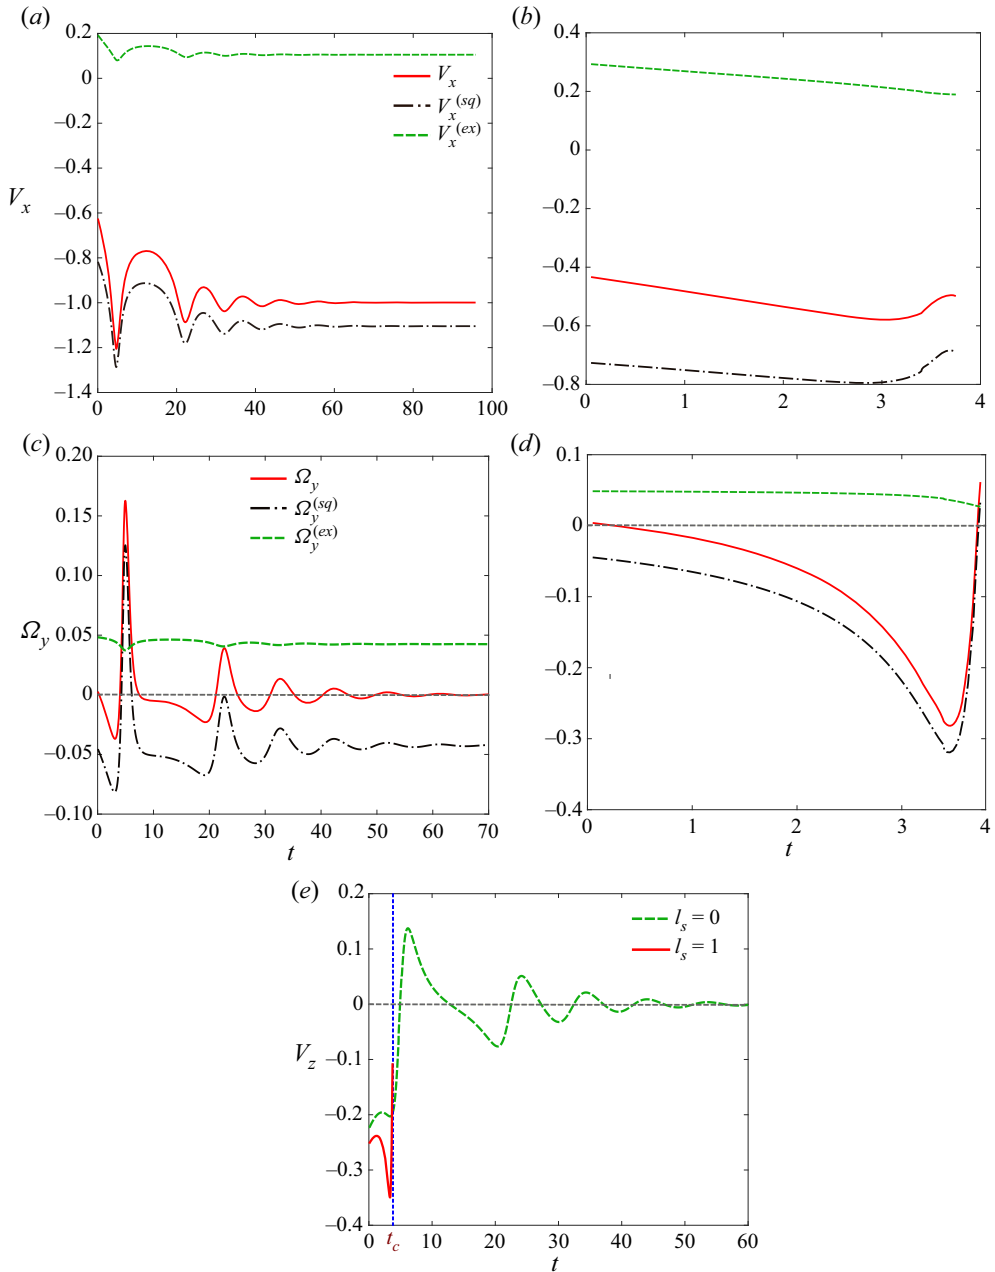 (a)
0.2
0
–0.2
–0.4
–0.6
–0.8
–1.0
–1.2
–1.4
V_x
V_x
V_x^(sq)
V_x^(ex)
0 20 40 60 80 100
(b)
0.4
0.2
0
–0.2
–0.4
–0.6
–0.8
0 1 2 3 4
(c)
0.20
0.15
0.10
0.05
0
–0.05
–0.10
Ω_y
Ω_y
Ω_y^(sq)
Ω_y^(ex)
0 10 20 30 40 50 60 70
t
(d)
0.1
0
–0.1
–0.2
–0.3
–0.4
0 1 2 3 4
t
(e)
0.2
0.1
0
–0.1
–0.2
–0.3
–0.4
V_z
l_s = 0
l_s = 1
0 t_c 10 20 30 40 50 60
t